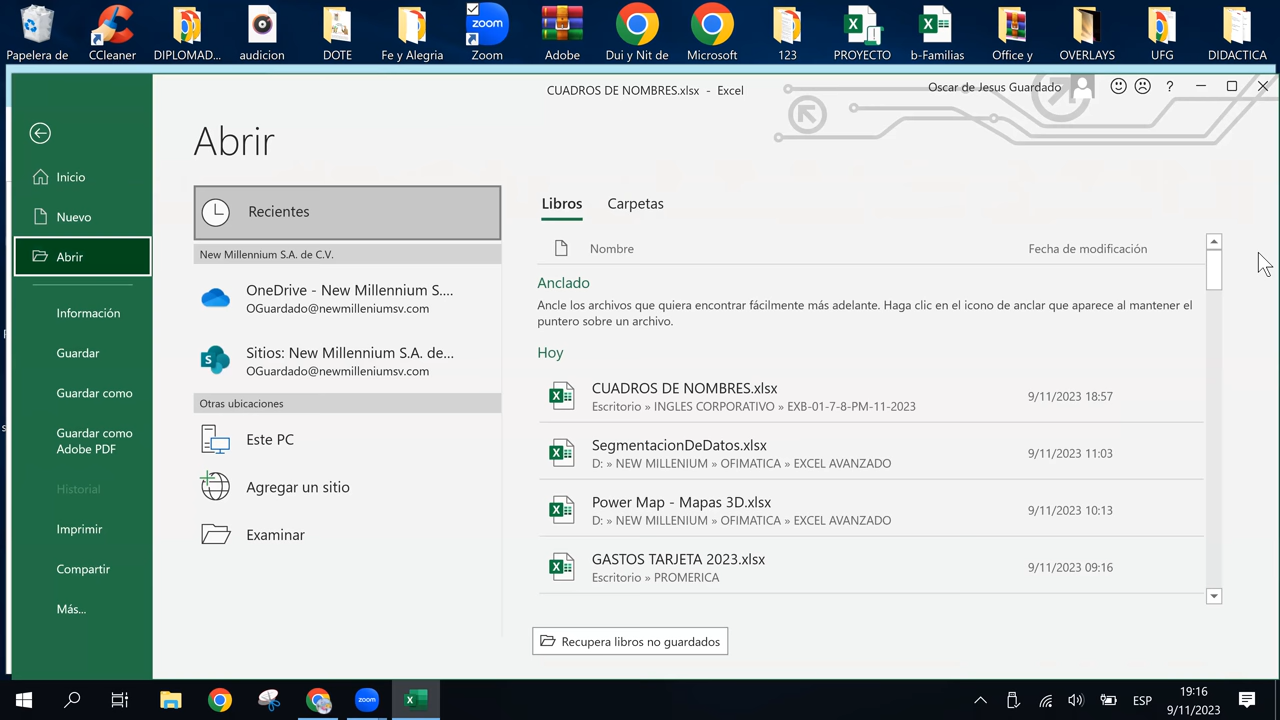 Papelera de
CCleaner
DIPLOMAD...
audicion
DOTE
Fe y Alegria
zoom
Zoom
Adobe
Dui y Nit de
Microsoft
123
PROYECTO
b-Familias
Office y
OVERLAYS
UFG
DIDACTICA
CUADROS DE NOMBRES.xlsx - Excel
Oscar de Jesus Guardado
?
Abrir
Inicio
Nuevo
Abrir
Información
Guardar
Guardar como
Guardar como
Adobe PDF
Historial
Imprimir
Compartir
Más...
Recientes
New Millennium S.A. de C.V.
OneDrive - New Millennium S....
OGuardado@newmilleniumsv.com
Sitios: New Millennium S.A. de...
OGuardado@newmilleniumsv.com
Otras ubicaciones
Este PC
Agregar un sitio
Examinar
Libros
Carpetas
Nombre
Fecha de modificación
Anclado
Ancle los archivos que quiera encontrar fácilmente más adelante. Haga clic en el icono de anclar que aparece al mantener el
puntero sobre un archivo.
Hoy
CUADROS DE NOMBRES.xlsx
Escritorio » INGLES CORPORATIVO » EXB-01-7-8-PM-11-2023
9/11/2023 18:57
SegmentacionDeDatos.xlsx
D: » NEW MILLENIUM » OFIMATICA » EXCEL AVANZADO
9/11/2023 11:03
Power Map - Mapas 3D.xlsx
D: » NEW MILLENIUM » OFIMATICA » EXCEL AVANZADO
9/11/2023 10:13
GASTOS TARJETA 2023.xlsx
Escritorio » PROMERICA
9/11/2023 09:16
Recupera libros no guardados
zoom
ESP
19:16
9/11/2023